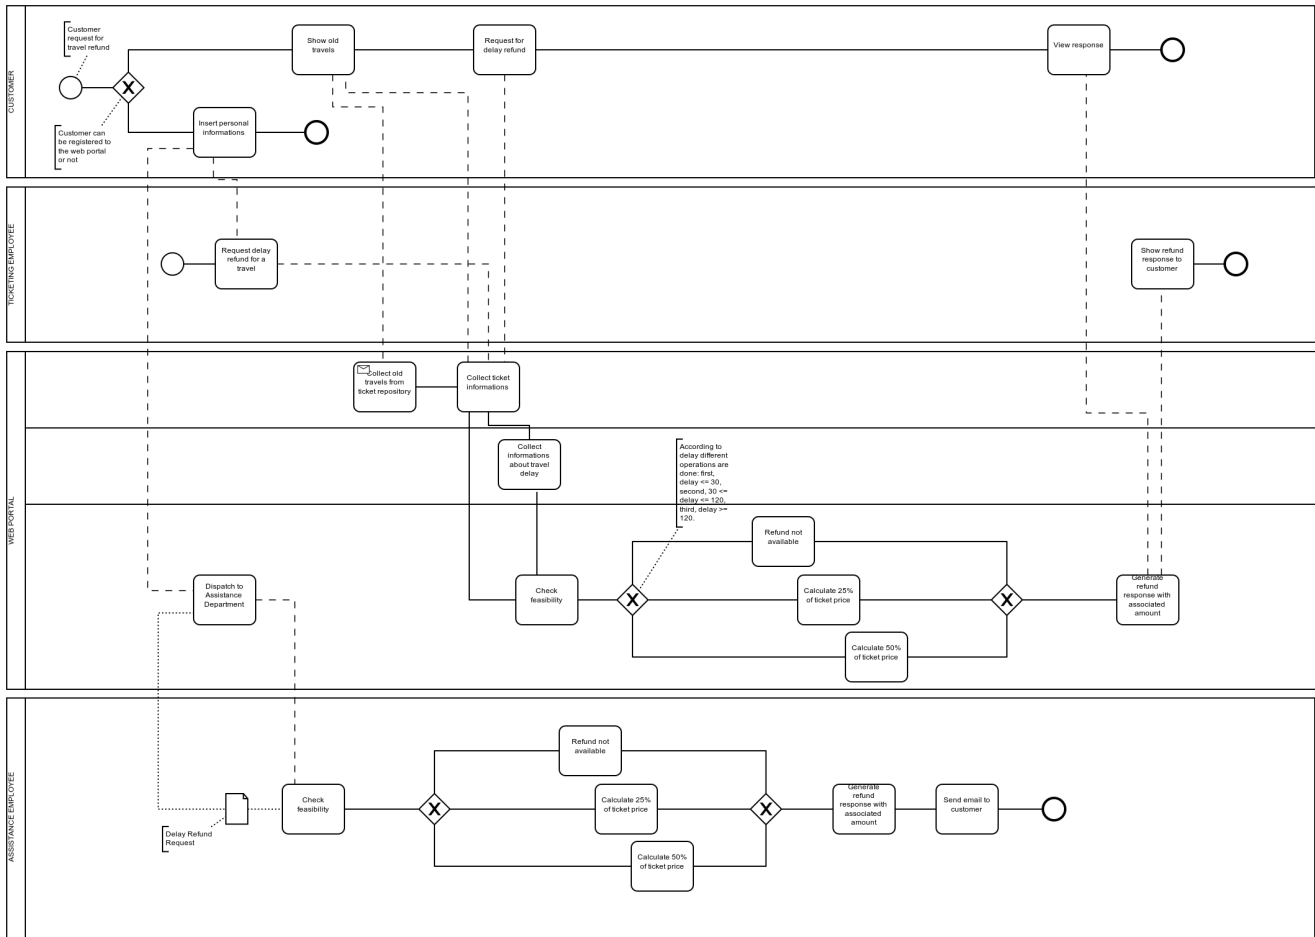 CUSTOMER
Customer
request for
travel refund
Customer can
be registered to
the web portal
or not
Show old
travels
Request for
delay refund
View response
Insert personal
informations
TICKETING EMPLOYEE
Request delay
refund for a
travel
Show refund
response to
customer
WEB PORTAL
Collect old
travels from
ticket repository
Collect ticket
informations
Collect
informations
about travel
delay
According to
delay different
operations are
done: first,
delay <= 30,
second, 30 <=
delay <= 120,
third, delay >=
120.
Refund not
available
Dispatch to
Assistance
Department
Check
feasibility
Calculate 25%
of ticket price
Generate
refund
response with
associated
amount
Calculate 50%
of ticket price
ASSISTANCE EMPLOYEE
Refund not
available
Delay Refund
Request
Check
feasibility
Calculate 25%
of ticket price
Generate
refund
response with
associated
amount
Send email to
customer
Calculate 50%
of ticket price